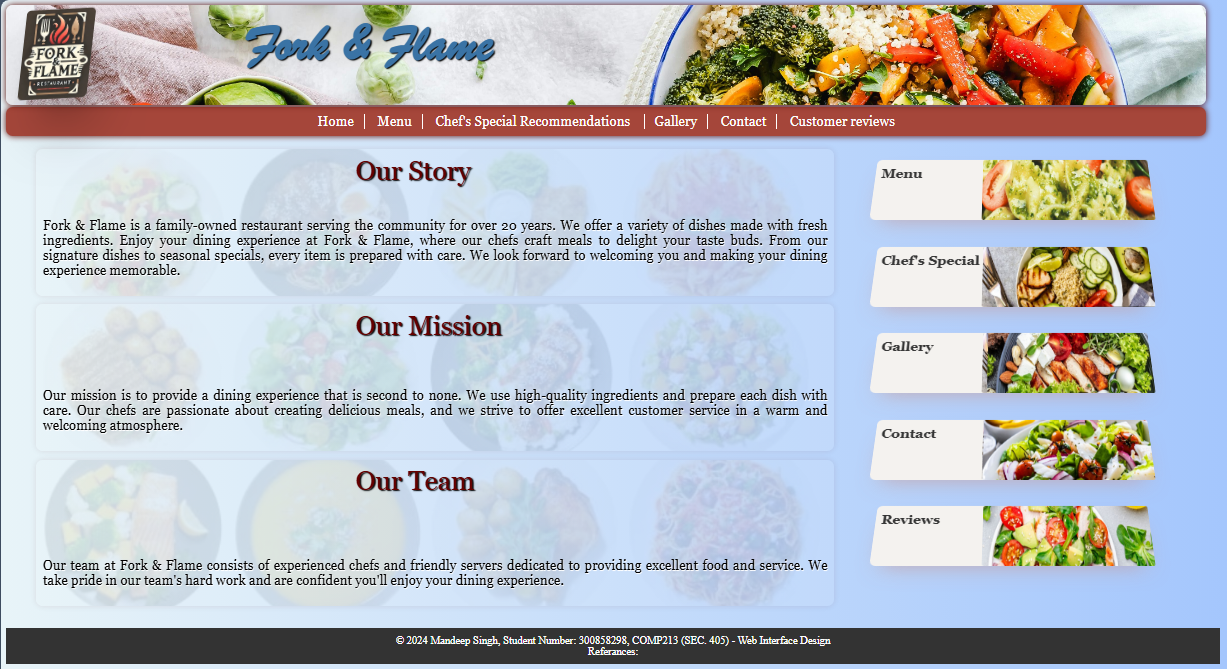 FORK
&
FLAME
RESTAURANT
Fork & Flame
Home
Menu
Chef's Special Recommendations
Gallery
Contact
Customer reviews
Our Story
Fork & Flame is a family-owned restaurant serving the community for over 20 years. We offer a variety of dishes made with fresh
ingredients. Enjoy your dining experience at Fork & Flame, where our chefs craft meals to delight your taste buds. From our
signature dishes to seasonal specials, every item is prepared with care. We look forward to welcoming you and making your dining
experience memorable.
Our Mission
Our mission is to provide a dining experience that is second to none. We use high-quality ingredients and prepare each dish with
care. Our chefs are passionate about creating delicious meals, and we strive to offer excellent customer service in a warm and
welcoming atmosphere.
Our Team
Our team at Fork & Flame consists of experienced chefs and friendly servers dedicated to providing excellent food and service. We
take pride in our team's hard work and are confident you'll enjoy your dining experience.
Menu
Chef's Special
Gallery
Contact
Reviews
© 2024 Mandeep Singh, Student Number: 300858298, COMP213 (SEC. 405) - Web Interface Design
Referances: